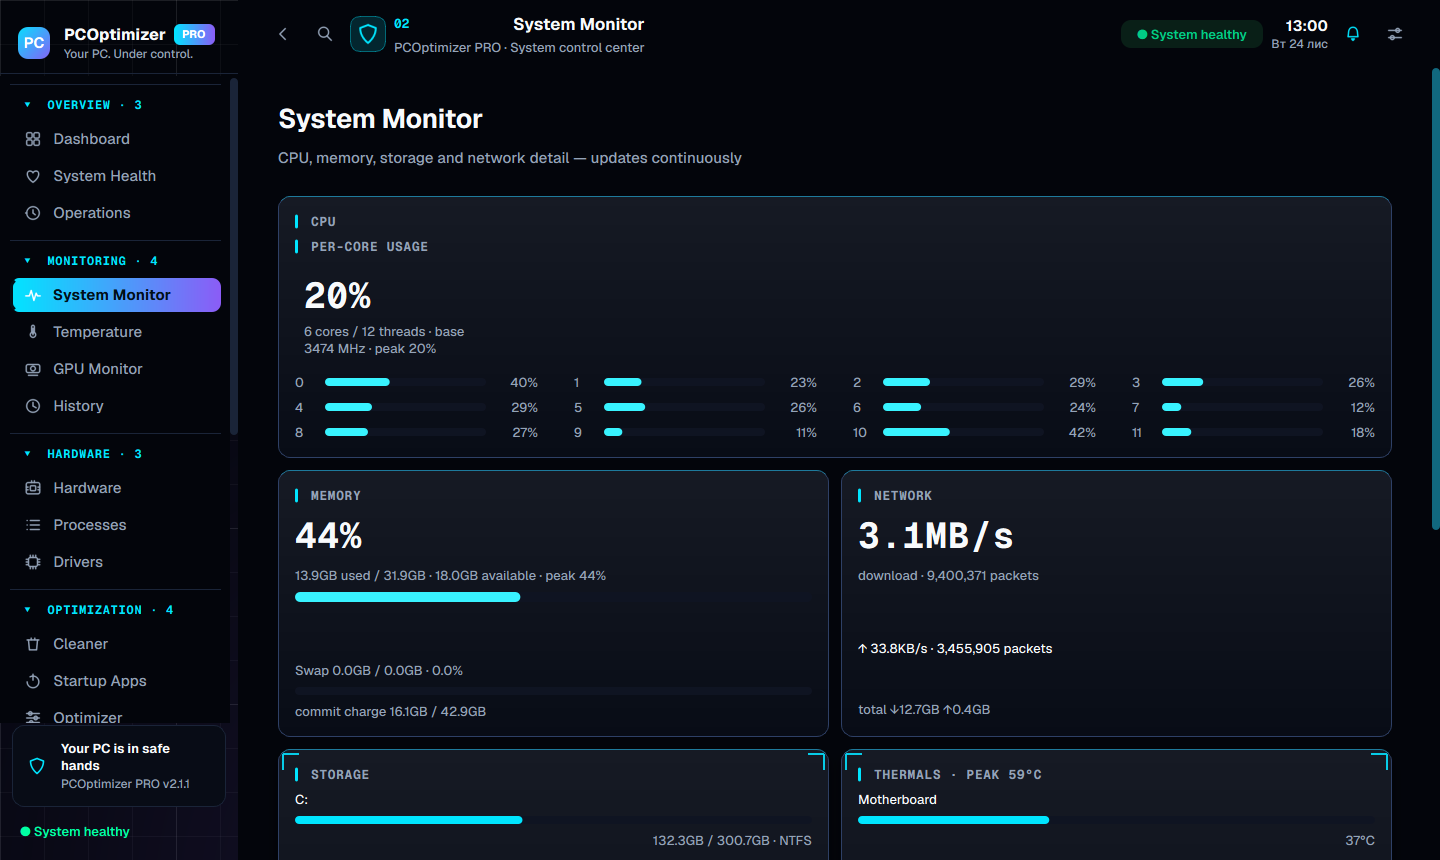 PC
PCOptimizer PRO
Your PC. Under control.
OVERVIEW · 3
Dashboard
System Health
Operations
MONITORING · 4
System Monitor
Temperature
GPU Monitor
History
HARDWARE · 3
Hardware
Processes
Drivers
OPTIMIZATION · 4
Cleaner
Startup Apps
Optimizer
Your PC is in safe
hands
PCOptimizer PRO v2.1.1
System healthy
02
System Monitor
PCOptimizer PRO · System control center
System healthy
13:00
Вт 24 лис
System Monitor
CPU, memory, storage and network detail — updates continuously
CPU
PER-CORE USAGE
20%
6 cores / 12 threads · base
3474 MHz · peak 20%
0 40% 1 23% 2 29% 3 26%
4 29% 5 26% 6 24% 7 12%
8 27% 9 11% 10 42% 11 18%
MEMORY
44%
13.9GB used / 31.9GB · 18.0GB available · peak 44%
Swap 0.0GB / 0.0GB · 0.0%
commit charge 16.1GB / 42.9GB
NETWORK
3.1MB/s
download · 9,400,371 packets
↑ 33.8KB/s · 3,455,905 packets
total ↓12.7GB ↑0.4GB
STORAGE
C:
132.3GB / 300.7GB · NTFS
THERMALS · PEAK 59°C
Motherboard
37°C